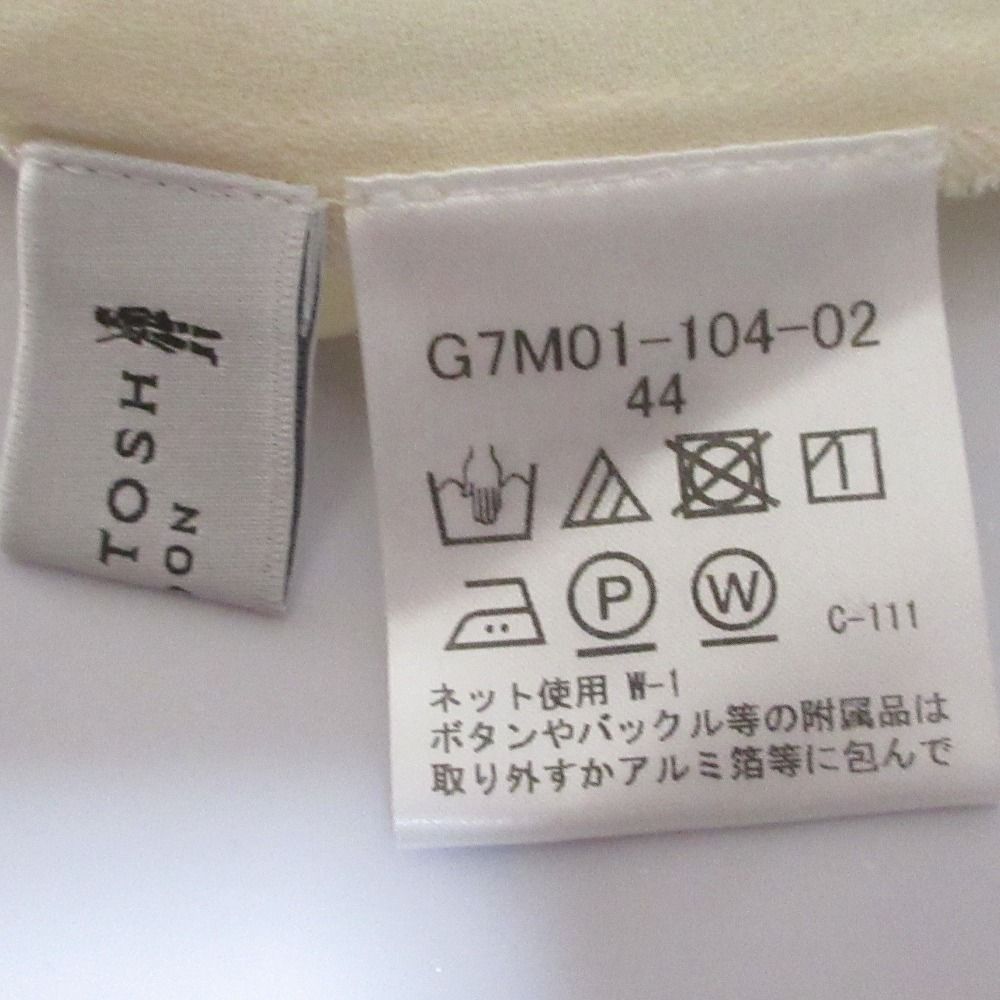 TOSH
G7M01-104-02
44
P
W
C-111
ネット使用 W-1
ボタンやバックル等の附属品は
取り外すかアルミ箔等に包んで